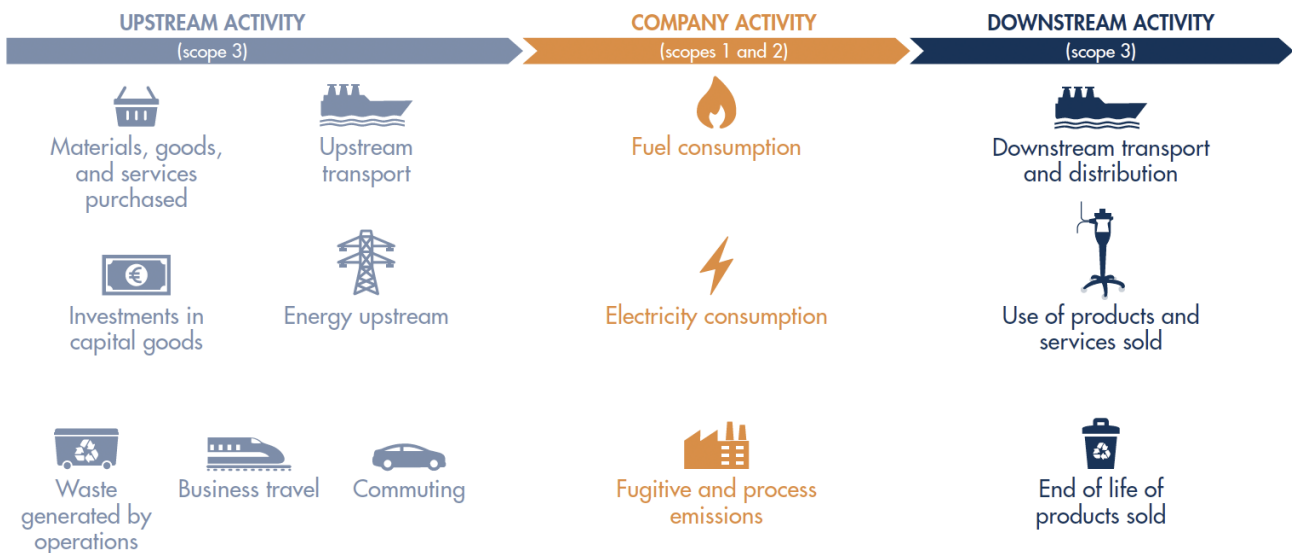 UPSTREAM ACTIVITY
(scope 3)
COMPANY ACTIVITY
(scopes 1 and 2)
DOWNSTREAM ACTIVITY
(scope 3)
Materials, goods,
and services
purchased
Upstream
transport
Fuel consumption
Downstream transport
and distribution
€
Investments in
capital goods
Energy upstream
Electricity consumption
Use of products and
services sold
Waste
generated by
operations
Business travel
Commuting
Fugitive and process
emissions
End of life of
products sold